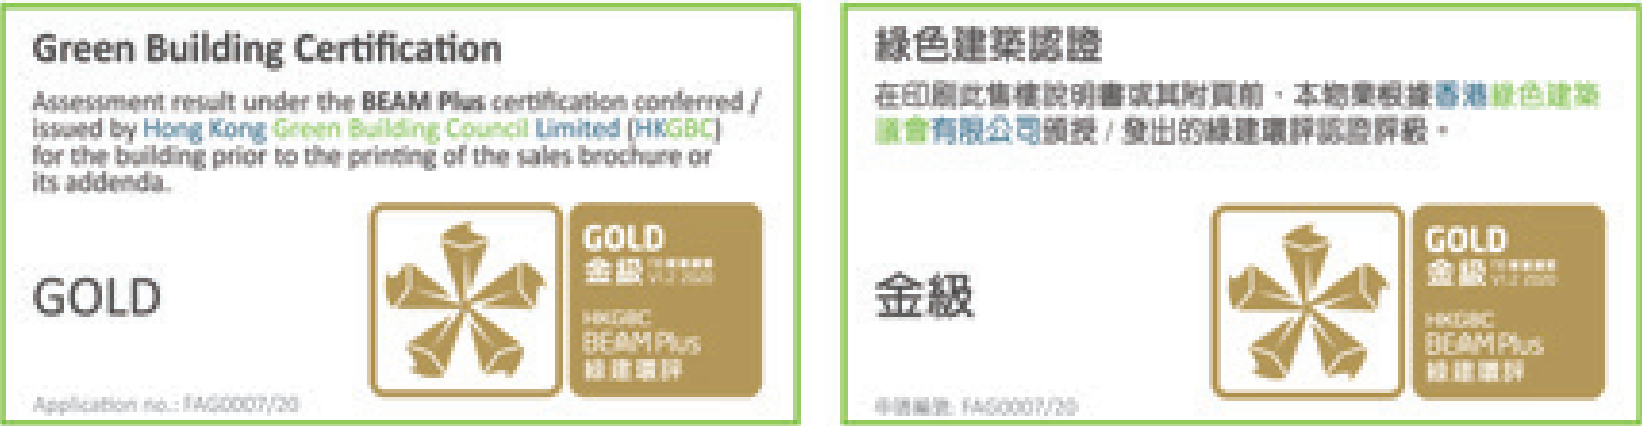 Green Building Certification
Assessment result under the BEAM Plus certification conferred /
issued by Hong Kong Green Building Council Limited (HKGBC)
for the building prior to the printing of the sales brochure or
its addenda.
GOLD
GOLD
金級
V1.2 2020
HKGBC
BEAM Plus
綠建環評
Application no.: FAG0007/20
綠色建築認證
在印刷此售樓說明書或其附頁前，本物業根據香港綠色建築
議會有限公司頒授 / 發出的綠建環評認證評級。
金級
GOLD
金級
V1.2 2020
HKGBC
BEAM Plus
綠建環評
申請編號: FAG0007/20